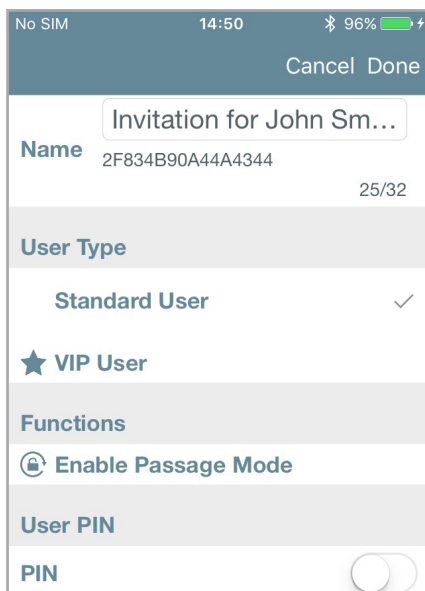 No SIM 14:50 96%
Cancel Done
Invitation for John Sm...
Name
2F834B90A44A4344
25/32
User Type
Standard User
VIP User
Functions
Enable Passage Mode
User PIN
PIN